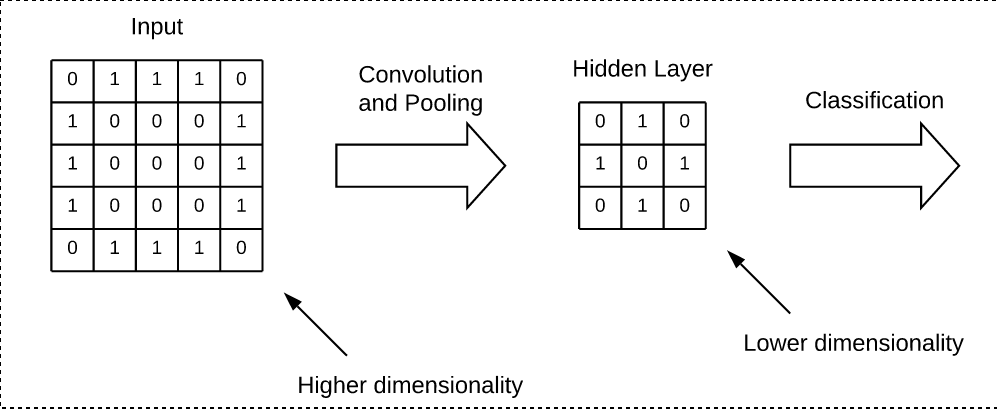 Input
0 1 1 1 0
1 0 0 0 1
1 0 0 0 1
1 0 0 0 1
0 1 1 1 0
Higher dimensionality
Convolution
and Pooling
Hidden Layer
0 1 0
1 0 1
0 1 0
Lower dimensionality
Classification